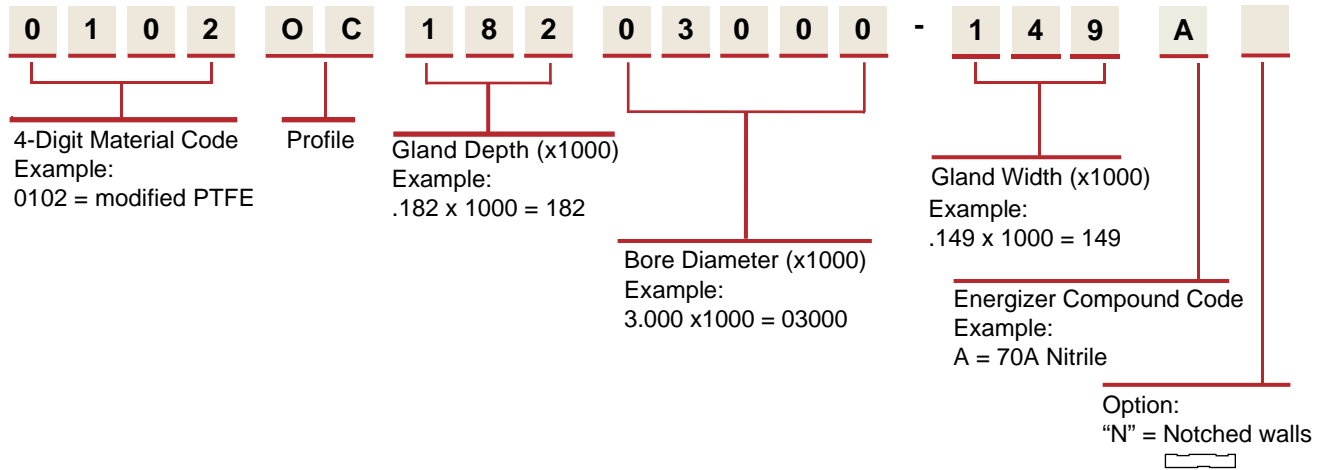 0 1 0 2 O C 1 8 2 0 3 0 0 0 - 1 4 9 A
4-Digit Material Code
Example:
0102 = modified PTFE
Profile
Gland Depth (x1000)
Example:
.182 x 1000 = 182
Bore Diameter (x1000)
Example:
3.000 x1000 = 03000
Gland Width (x1000)
Example:
.149 x 1000 = 149
Energizer Compound Code
Example:
A = 70A Nitrile
Option:
“N” = Notched walls